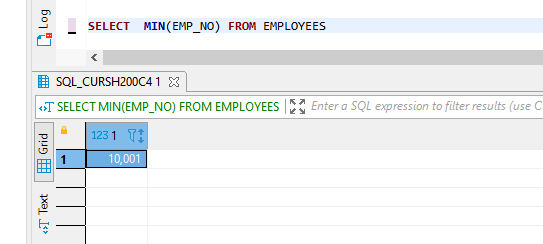 Log
SELECT MIN(EMP_NO) FROM EMPLOYEES
SQL_CURSH200C4 1
SELECT MIN(EMP_NO) FROM EMPLOYEES
Enter a SQL expression to filter results (use C
Grid
123 1
1 10,001
Text